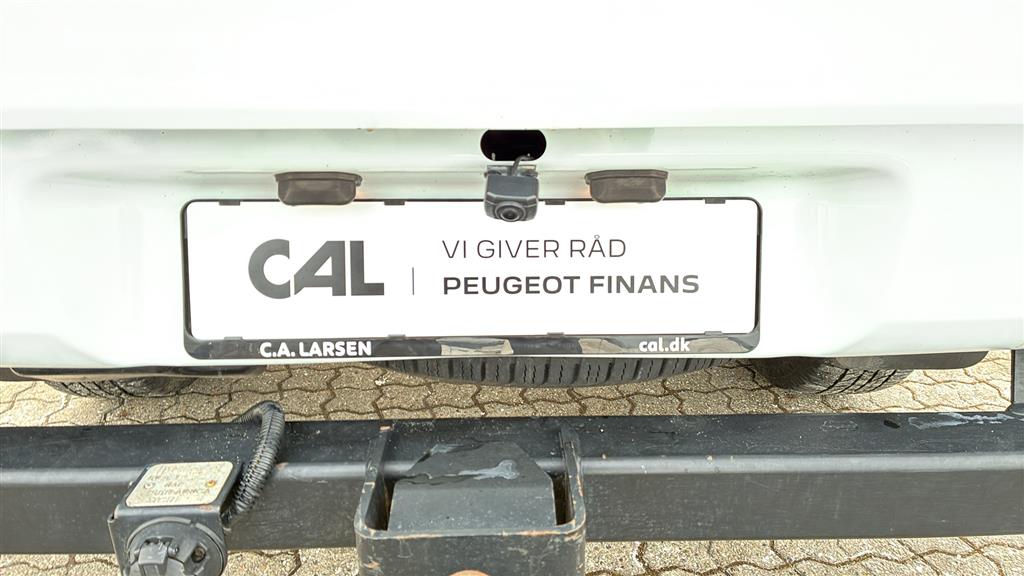 CAL
VI GIVER RÅD
PEUGEOT FINANS
C.A. LARSEN
cal.dk